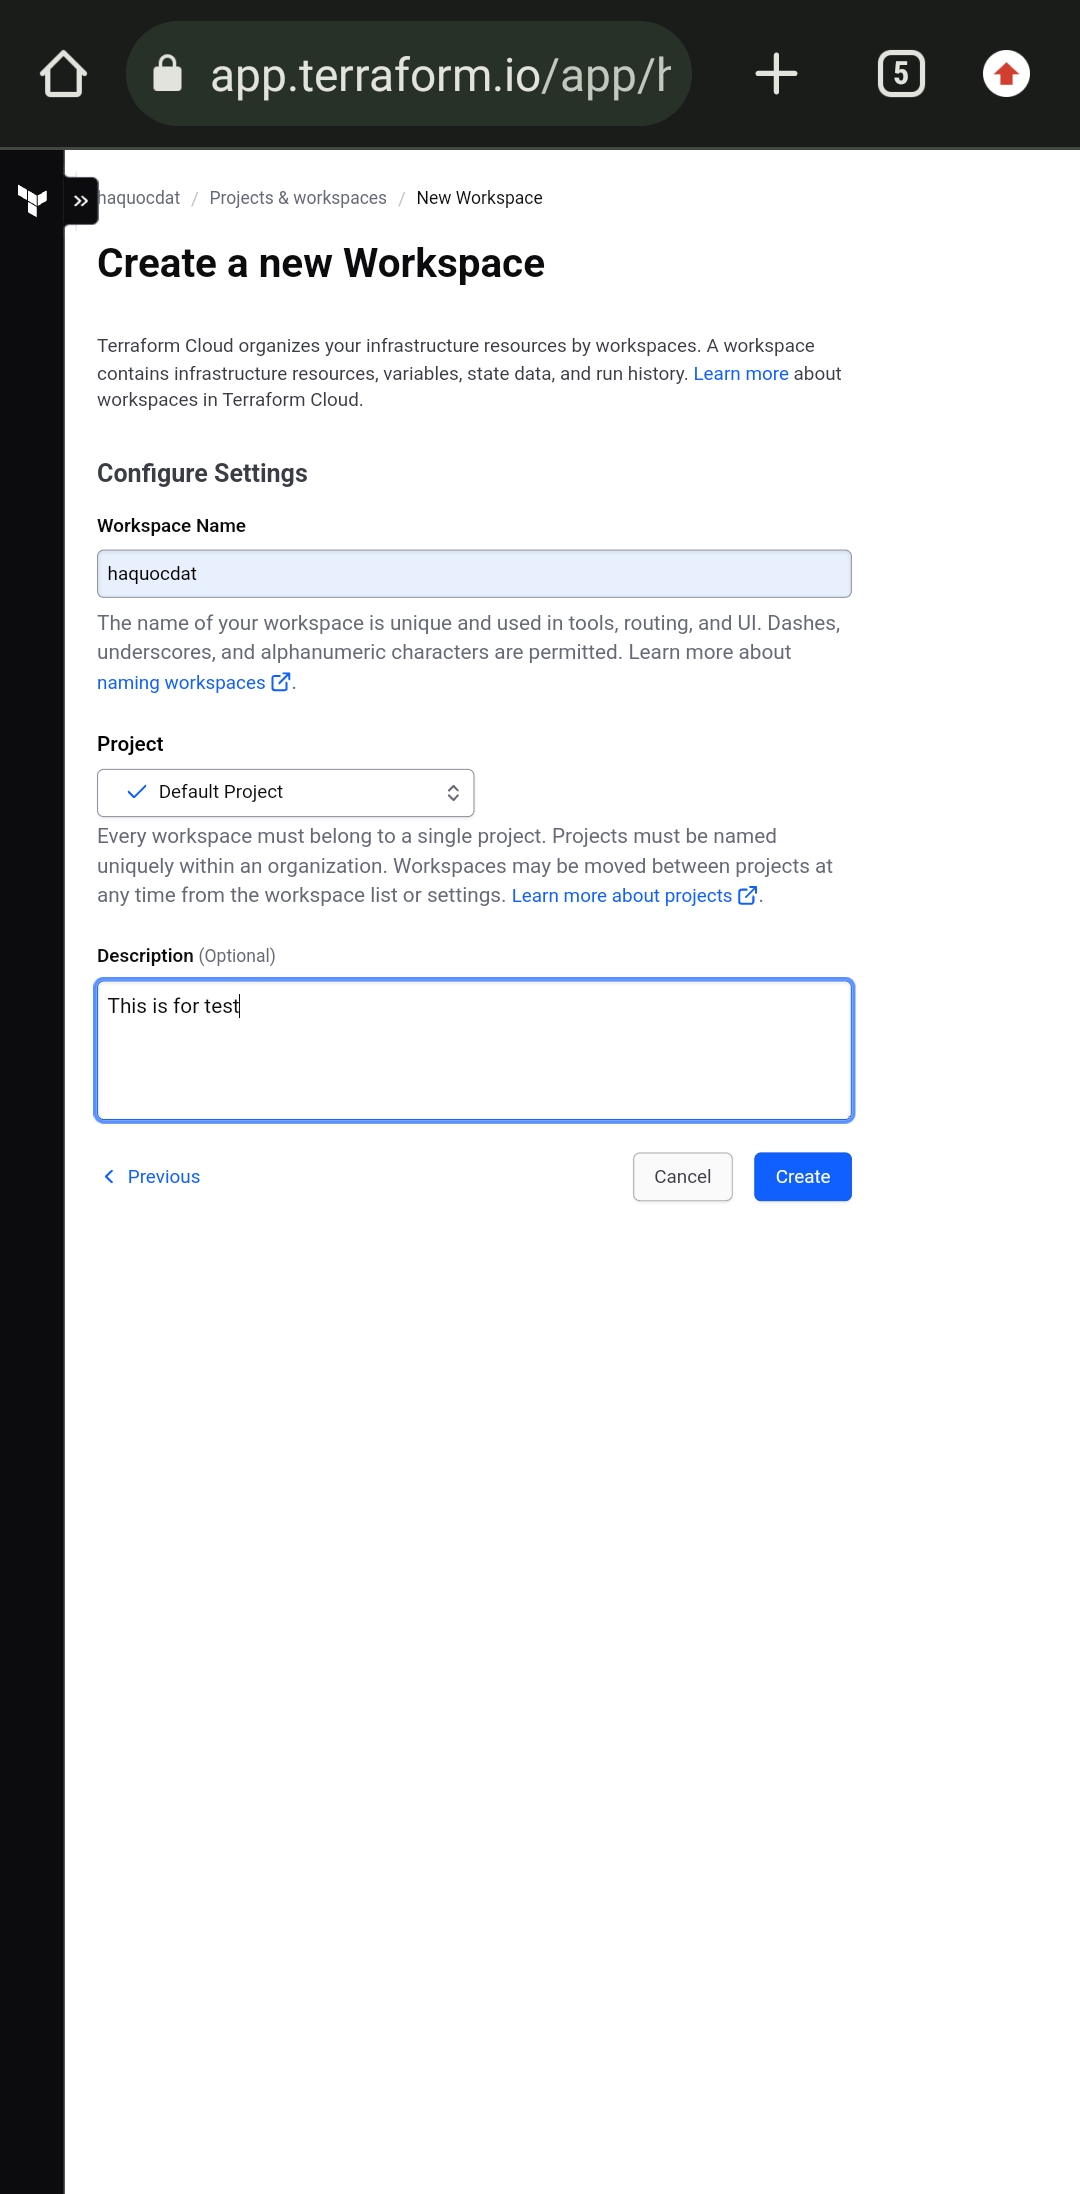 app.terraform.io/app/h
5
haquocdat / Projects & workspaces / New Workspace
Create a new Workspace
Terraform Cloud organizes your infrastructure resources by workspaces. A workspace
contains infrastructure resources, variables, state data, and run history. Learn more about
workspaces in Terraform Cloud.
Configure Settings
Workspace Name
haquocdat
The name of your workspace is unique and used in tools, routing, and UI. Dashes,
underscores, and alphanumeric characters are permitted. Learn more about
naming workspaces.
Project
Default Project
Every workspace must belong to a single project. Projects must be named
uniquely within an organization. Workspaces may be moved between projects at
any time from the workspace list or settings. Learn more about projects.
Description (Optional)
This is for test
Previous
Cancel
Create